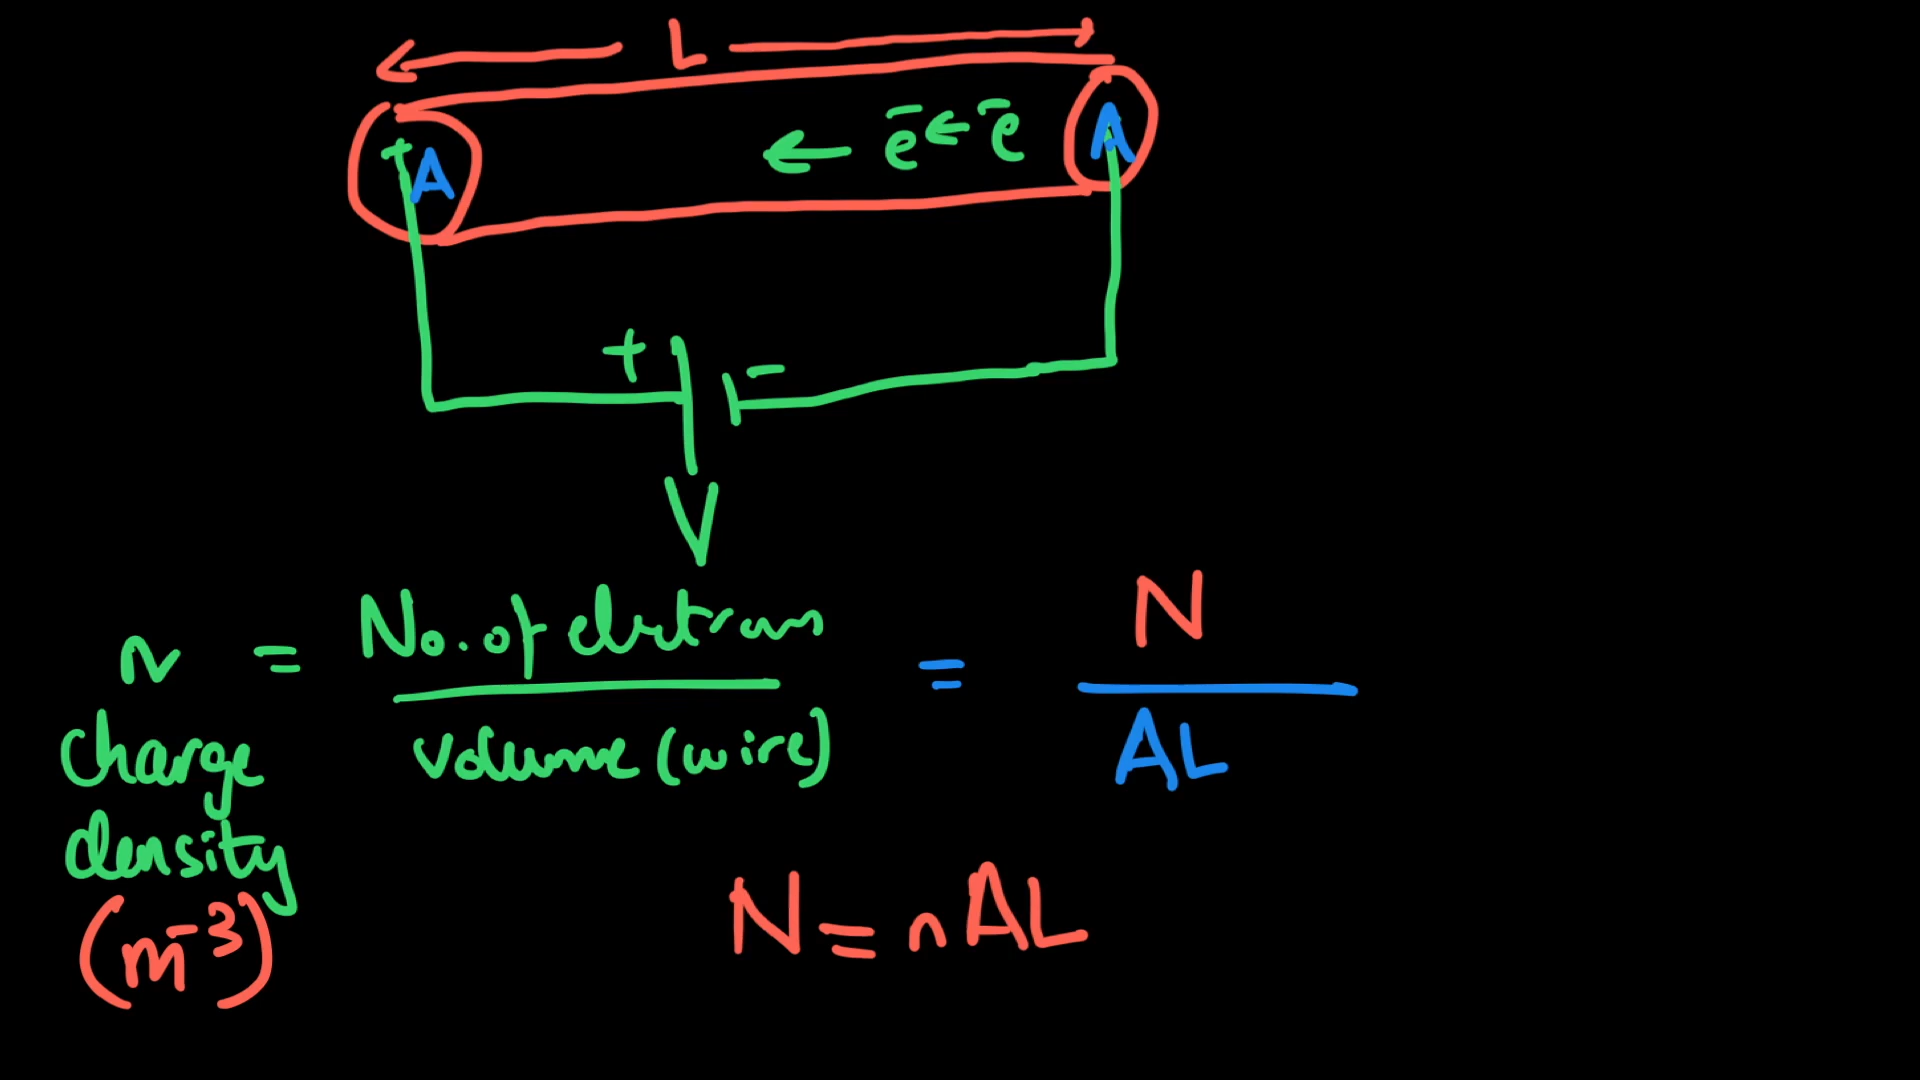 L
A ← e̅ ← e̅ A
+
+ -
V
n = No. of electrons / volume (wire) = N / AL
charge
density
(m⁻³)
N = nAL